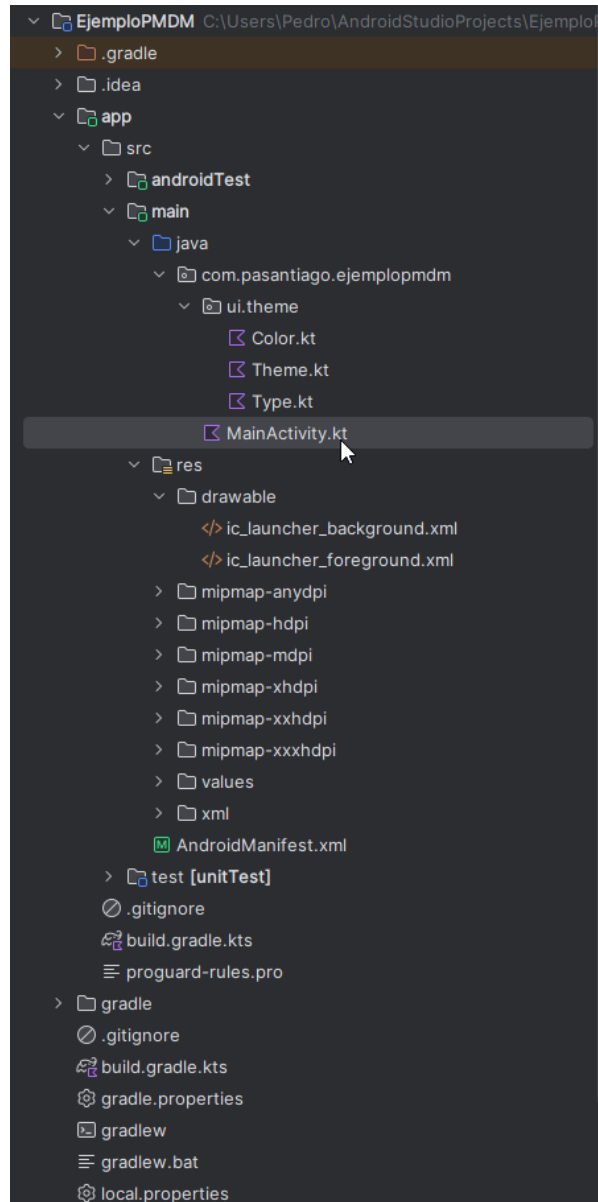 EjemploPMDM C:\Users\Pedro\AndroidStudioProjects\Ejemplo
.gradle
.idea
app
src
androidTest
main
java
com.pasantiago.ejemplopmdm
ui.theme
Color.kt
Theme.kt
Type.kt
MainActivity.kt
res
drawable
</> ic_launcher_background.xml
</> ic_launcher_foreground.xml
mipmap-anydpi
mipmap-hdpi
mipmap-mdpi
mipmap-xhdpi
mipmap-xxhdpi
mipmap-xxxhdpi
values
xml
M AndroidManifest.xml
test [unitTest]
.gitignore
build.gradle.kts
proguard-rules.pro
gradle
.gitignore
build.gradle.kts
gradle.properties
gradlew
gradlew.bat
local.properties